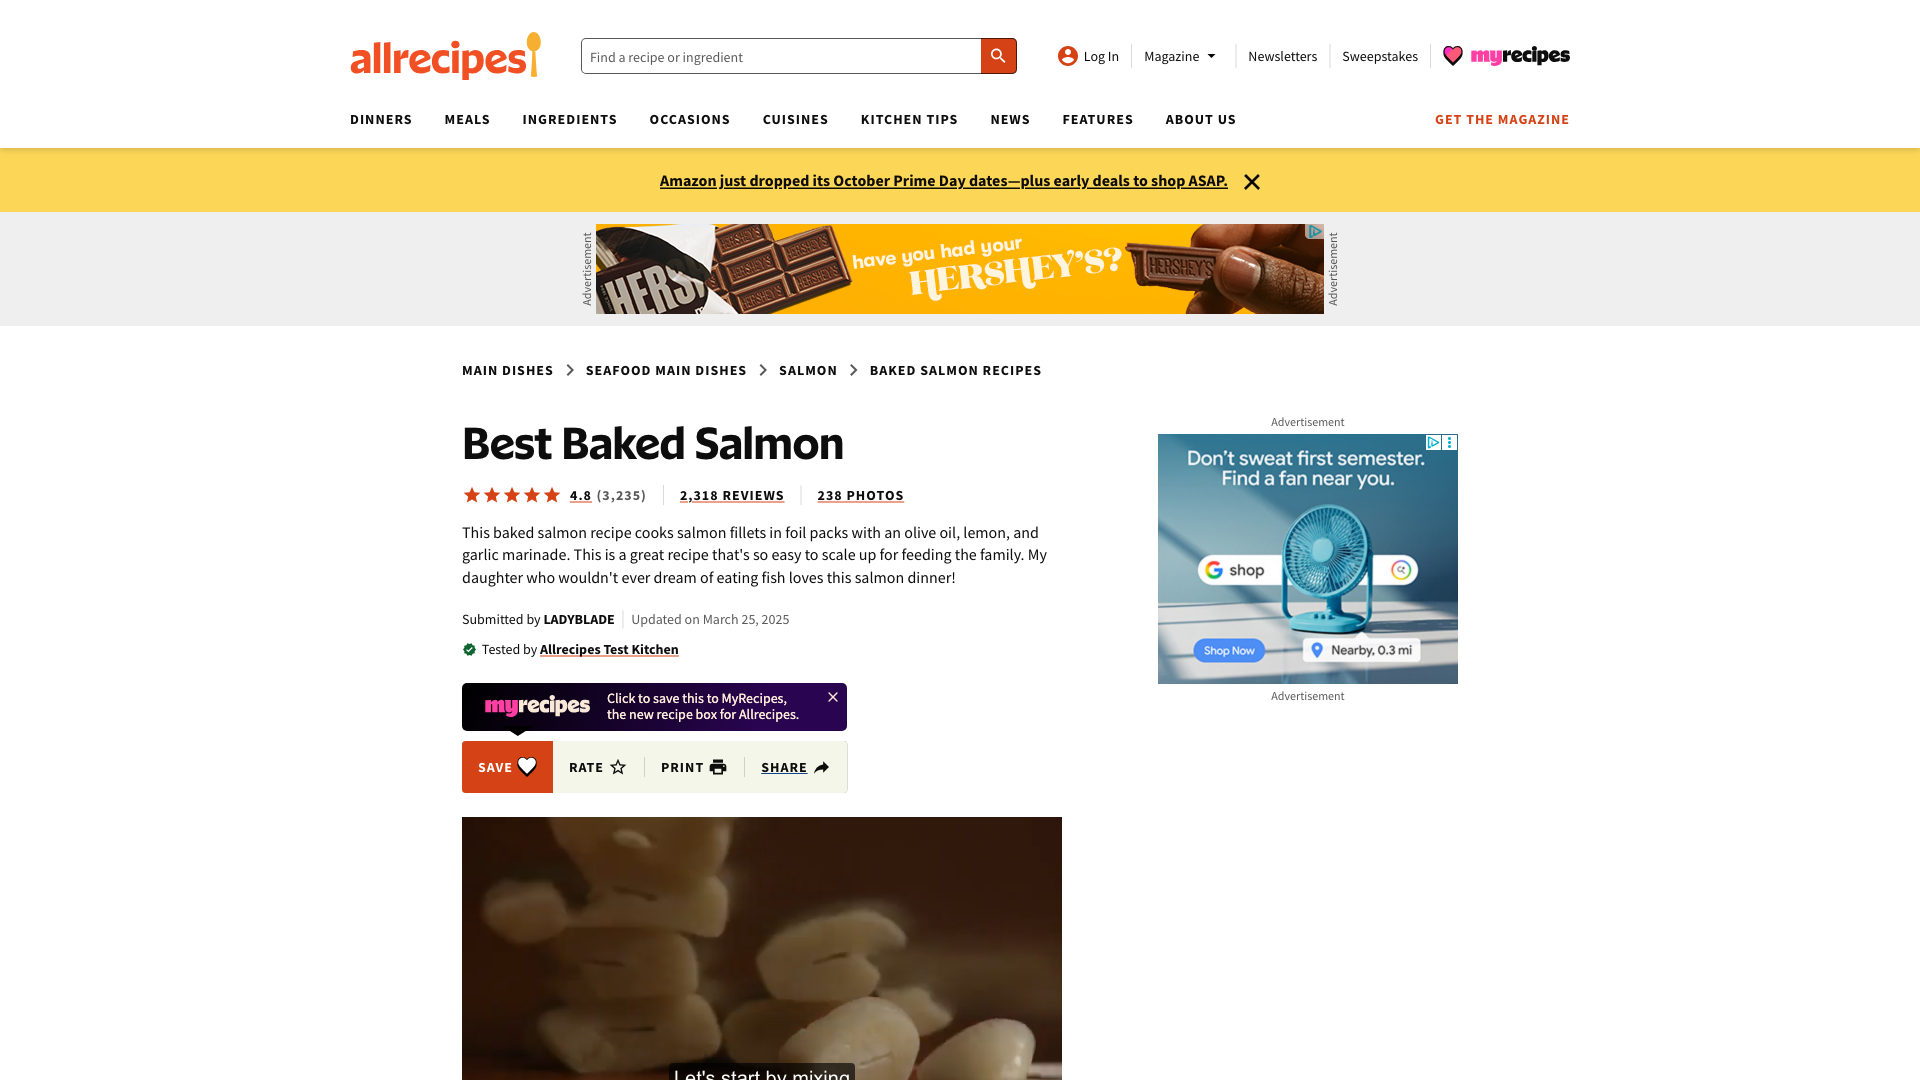 allrecipes
Find a recipe or ingredient
Log In
Magazine
Newsletters
Sweepstakes
myrecipes
DINNERS
MEALS
INGREDIENTS
OCCASIONS
CUISINES
KITCHEN TIPS
NEWS
FEATURES
ABOUT US
GET THE MAGAZINE
Amazon just dropped its October Prime Day dates—plus early deals to shop ASAP.
Advertisement
have you had your
HERSHEY'S?
HERSHEY'S
Advertisement
MAIN DISHES
SEAFOOD MAIN DISHES
SALMON
BAKED SALMON RECIPES
Best Baked Salmon
4.8 (3,235)
2,318 REVIEWS
238 PHOTOS
This baked salmon recipe cooks salmon fillets in foil packs with an olive oil, lemon, and
garlic marinade. This is a great recipe that's so easy to scale up for feeding the family. My
daughter who wouldn't ever dream of eating fish loves this salmon dinner!
Submitted by LADYBLADE
Updated on March 25, 2025
Tested by Allrecipes Test Kitchen
myrecipes
Click to save this to MyRecipes,
the new recipe box for Allrecipes.
SAVE
RATE
PRINT
SHARE
Let's start by mixing
Advertisement
Don't sweat first semester.
Find a fan near you.
G shop
Shop Now
Nearby, 0.3 mi
Advertisement